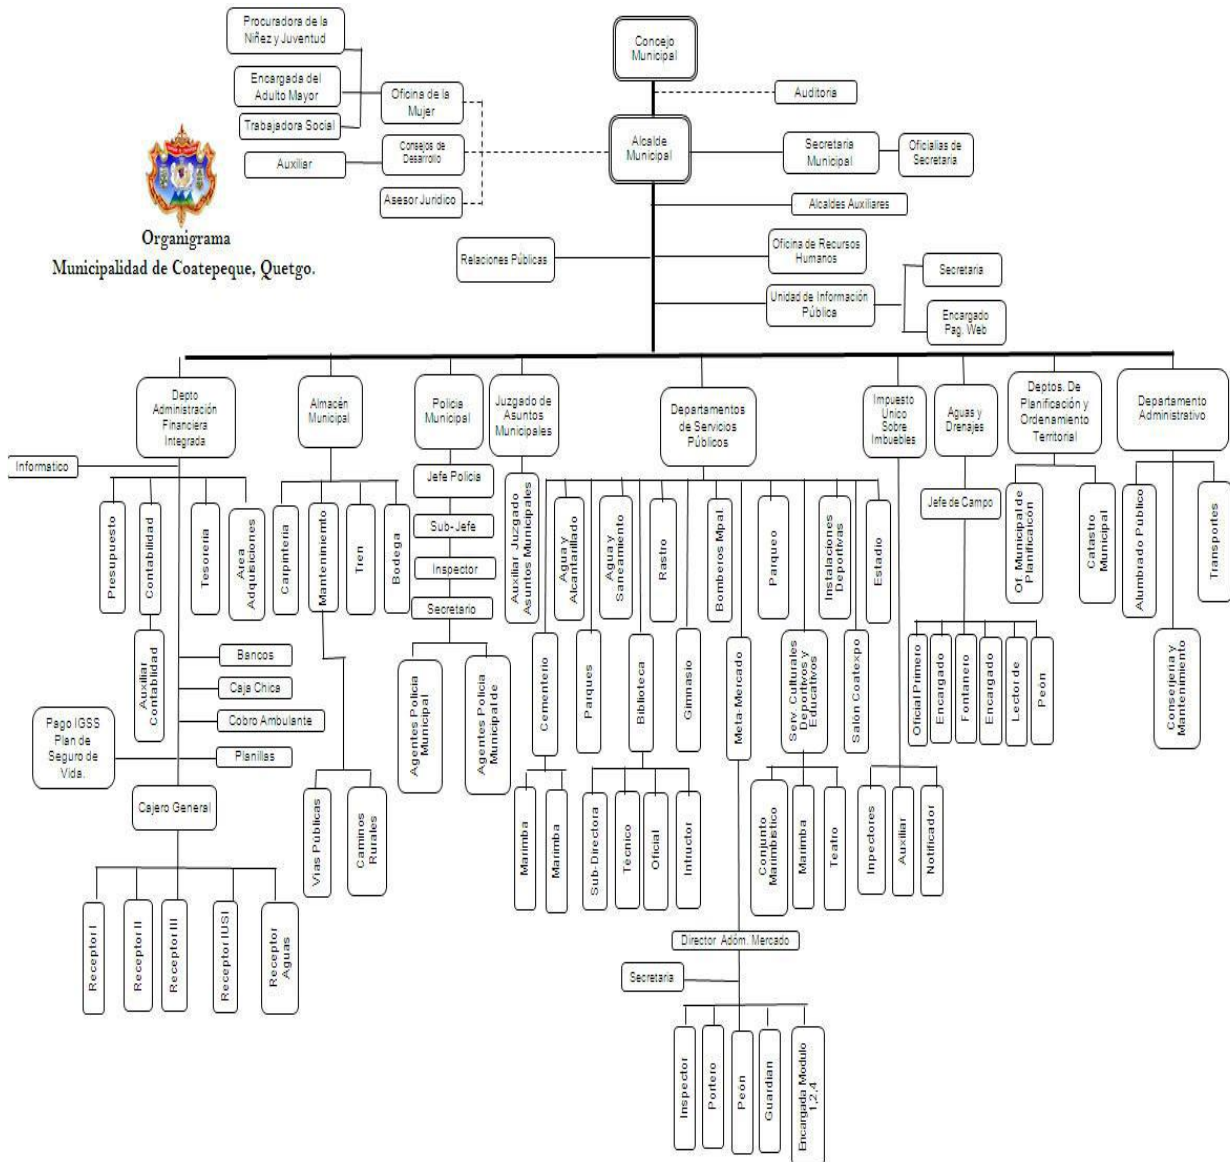 Procuradora de la
Niñez y Juventud
Encargada del
Adulto Mayor
Trabajadora Social
Oficina de la
Mujer
Auxiliar
Consejos de
Desarrollo
Asesor Jurídico
Concejo
Municipal
Auditoria
Alcalde
Municipal
Secretaria
Municipal
Oficialias de
Secretaria
Alcaldes Auxiliares
Organigrama
Municipalidad de Coatepeque, Quetgo.
Relaciones Públicas
Oficina de Recursos
Humanos
Unidad de Información
Pública
Secretaria
Encargado
Pag. Web
Depto
Administración
Financiera
Integrada
Almacén
Municipal
Policia
Municipal
Juzgado de
Asuntos
Municipales
Departamentos
de Servicios
Públicos
Impuesto
Único
Sobre
Imbuebles
Aguas y
Drenajes
Deptos. De
Planificación y
Ordenamiento
Territorial
Departamento
Administrativo
Informatico
Presupuesto
Contabilidad
Tesoreria
Area
Adquisiciones
Auxiliar
Contablidad
Bancos
Caja Chica
Cobro Ambulante
Planillas
Pago IGSS
Plan de
Seguro de
Vida.
Cajero General
Receptor I
Receptor II
Receptor III
Receptor IUSI
Receptor
Aguas
Carpinteria
Manteninimiento
Tren
Bodega
Vias Públicas
Caminos
Rurales
Jefe Policia
Sub-Jefe
Inspector
Secretario
Agentes Policia
Municipal
Agentes Policia
Municipal de
Auxiliar Juzgado
Asuntos Municipales
Cementerio
Agua y
Alcantarillado
Parques
Agua y
Saneamiento
Biblioteca
Rastro
Gimnasio
Bomberos Mpal.
Meta-Mercado
Parqueo
Serv. Culturales
Deportivos y
Educativos
Instalaciones
Deportivas
Salón Coatexpo
Estadio
Marimba
Marimba
Sub-Directora
Técnico
Oficial
Intructor
Conjunto
Marimbístico
Marimba
Teatro
Director Adóm. Mercado
Secretaria
Inspector
Portero
Peón
Guardian
Encargada Modulo
1,2,4
Inpectores
Auxiliar
Notificador
Jefe de Campo
Oficial Primero
Encargado
Fontanero
Encargado
Lector de
Peón
Of. Municipal de
Planificaicón
Catastro
Municipal
Alumbrado Público
Transportes
Conserjeria y
Mantenimiento